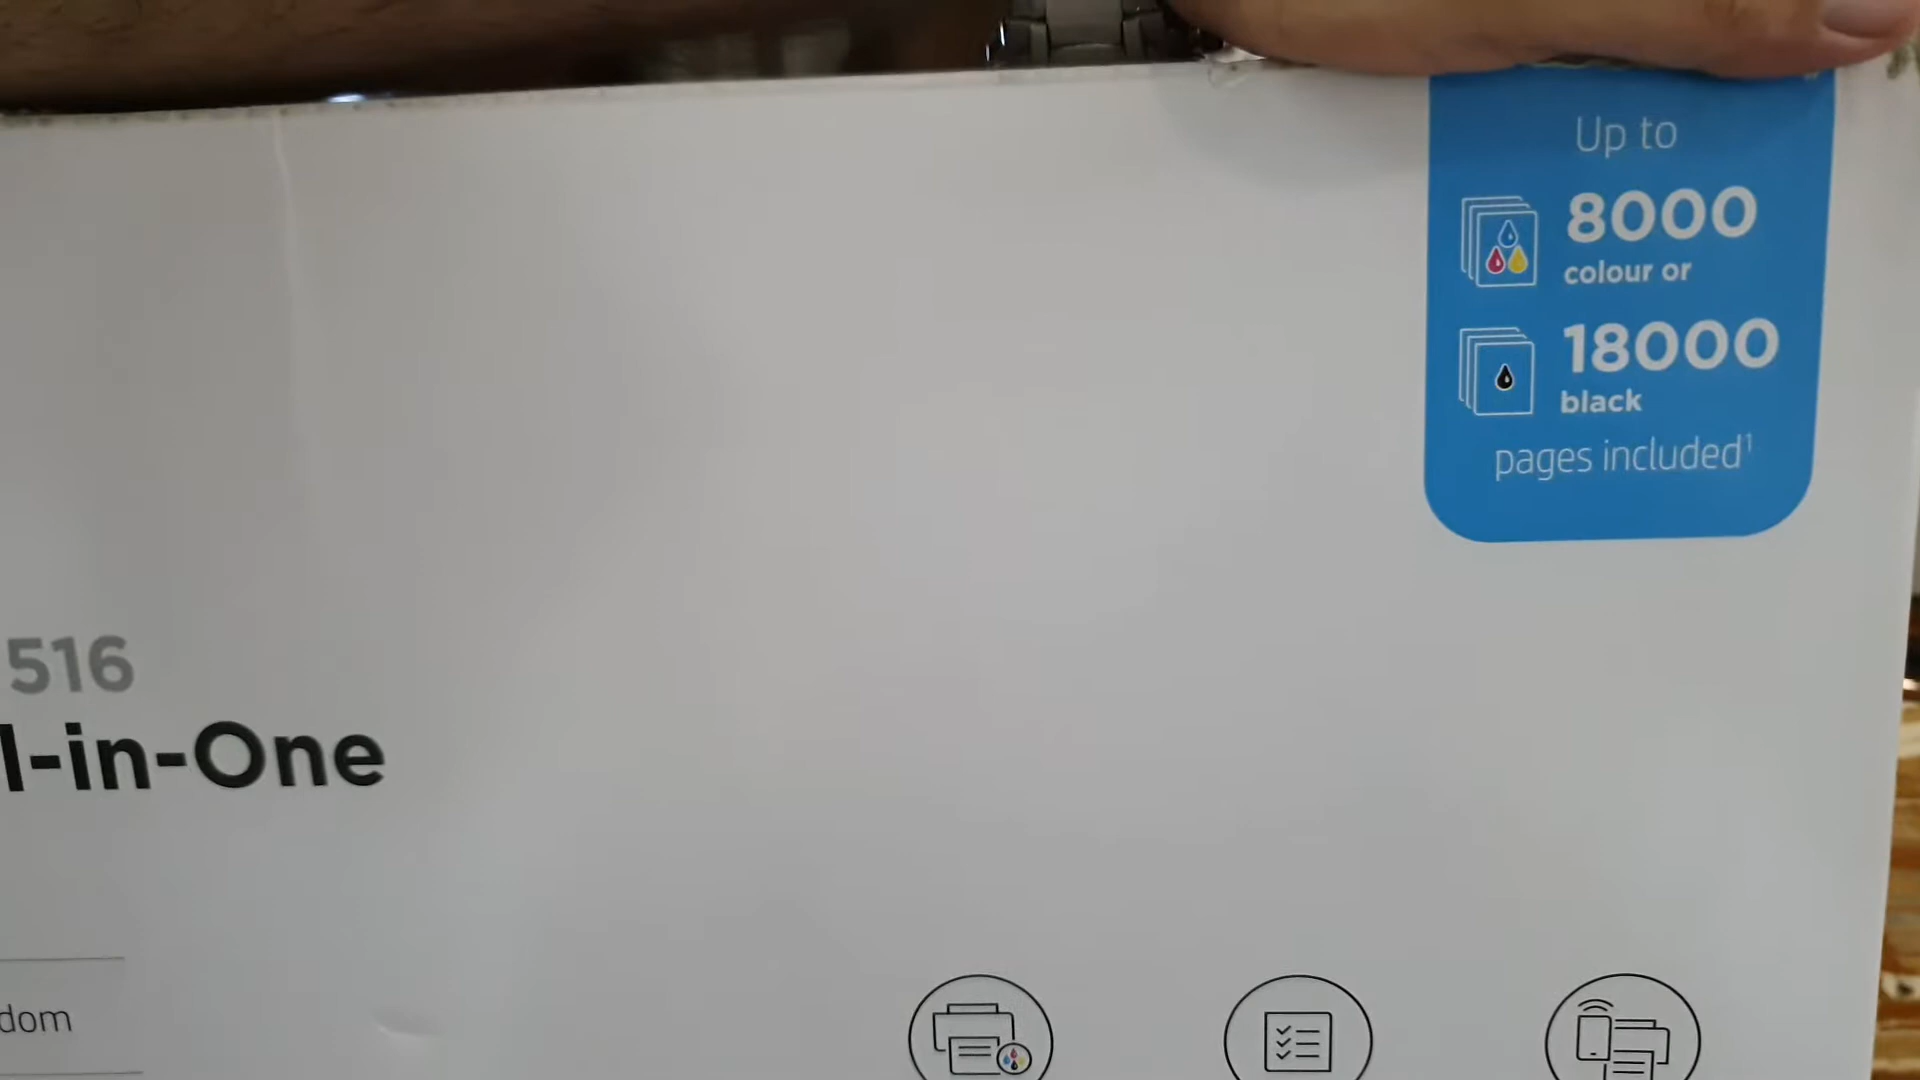 Up to
8000
colour or
18000
black
pages included¹
516
l-in-One
dom